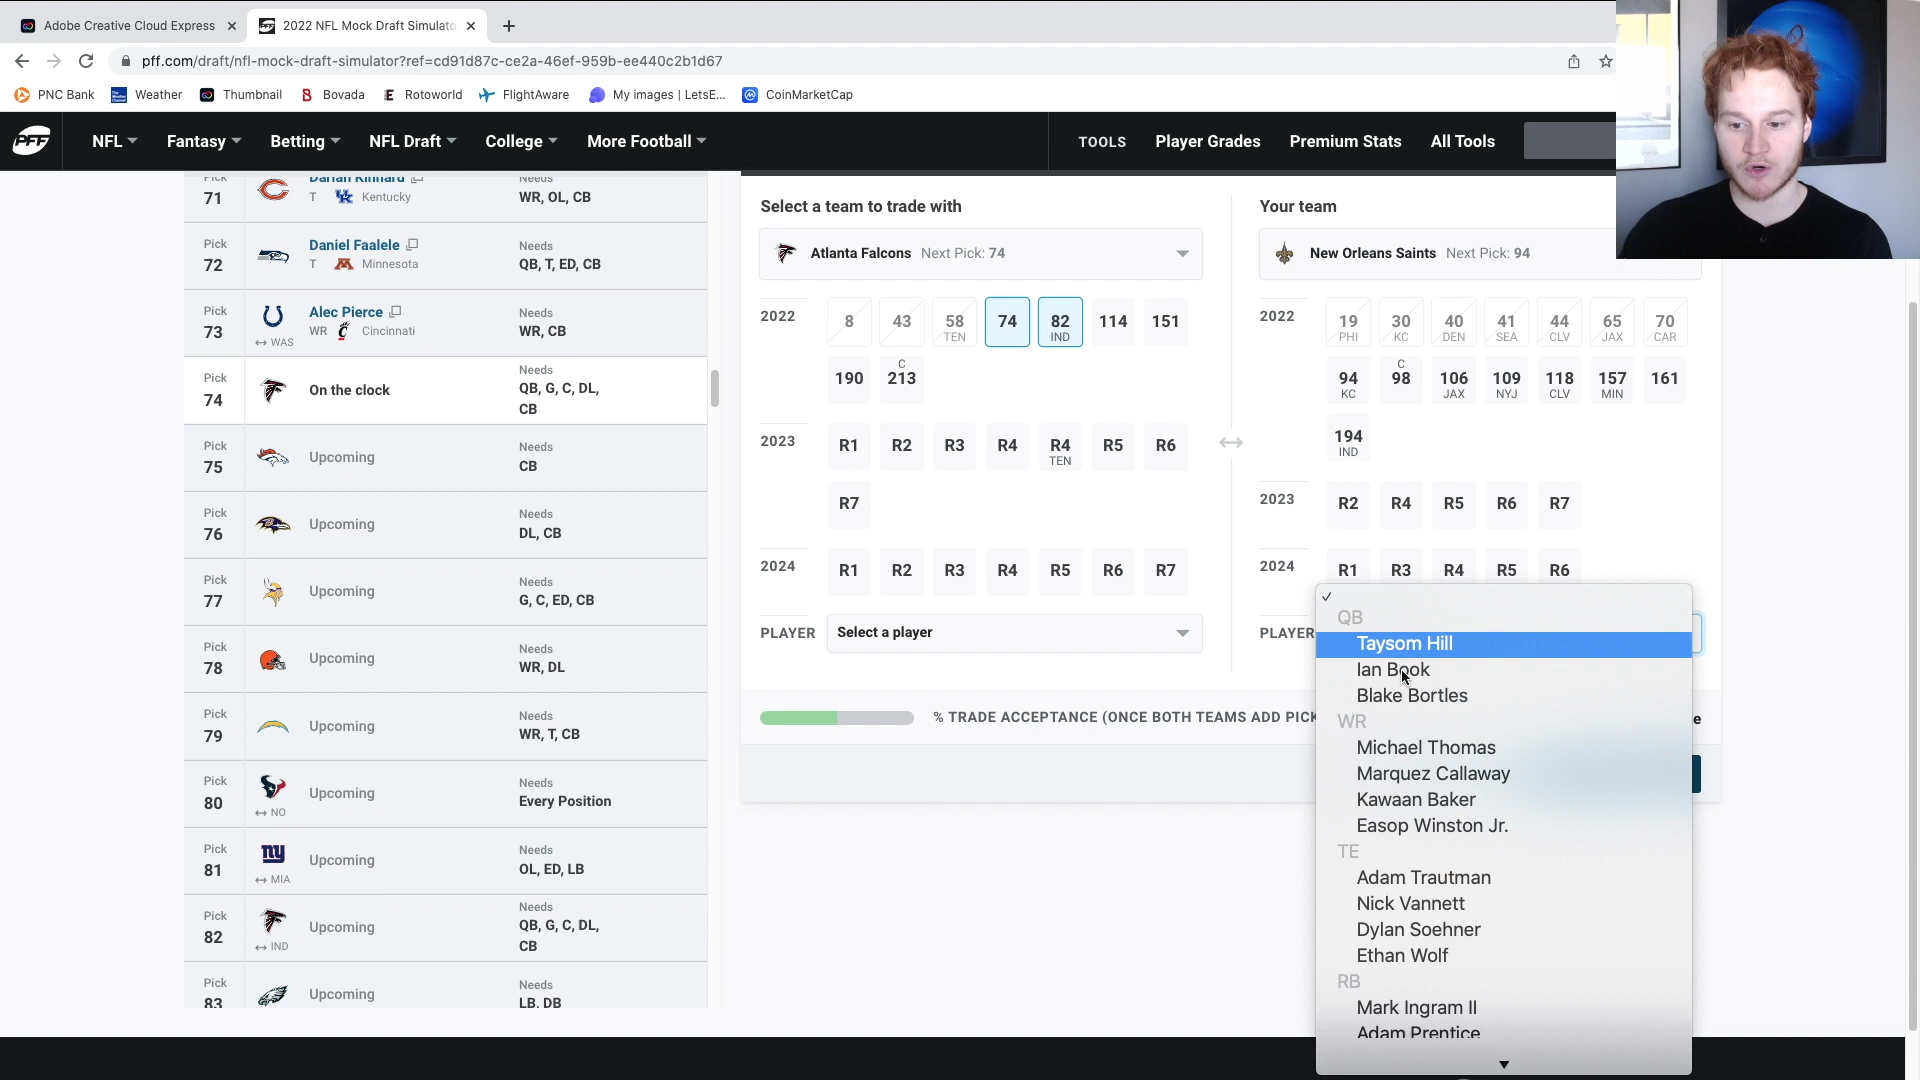 Adobe Creative Cloud Express
2022 NFL Mock Draft Simulato
pff.com/draft/nfl-mock-draft-simulator?ref=cd91d87c-ce2a-46ef-959b-ee440c2b1d67
PNC Bank Weather Thumbnail Bovada Rotoworld FlightAware My images | LetsE... CoinMarketCap
PFF NFL Fantasy Betting NFL Draft College More Football TOOLS Player Grades Premium Stats All Tools
Pick 71 Darian Kinnard T Kentucky Needs WR, OL, CB
Pick 72 Daniel Faalele T Minnesota Needs QB, T, ED, CB
Pick 73 WAS Alec Pierce WR Cincinnati Needs WR, CB
Pick 74 On the clock Needs QB, G, C, DL, CB
Pick 75 Upcoming Needs CB
Pick 76 Upcoming Needs DL, CB
Pick 77 Upcoming Needs G, C, ED, CB
Pick 78 Upcoming Needs WR, DL
Pick 79 Upcoming Needs WR, T, CB
Pick 80 NO Upcoming Needs Every Position
Pick 81 MIA Upcoming Needs OL, ED, LB
Pick 82 IND Upcoming Needs QB, G, C, DL, CB
Pick 83 Upcoming Needs LB, DB
Select a team to trade with
Atlanta Falcons Next Pick: 74
2022 8 43 58 TEN 74 82 IND 114 151
190 C 213
2023 R1 R2 R3 R4 R4 TEN R5 R6
R7
2024 R1 R2 R3 R4 R5 R6 R7
PLAYER Select a player
% TRADE ACCEPTANCE (ONCE BOTH TEAMS ADD PICK
Your team
New Orleans Saints Next Pick: 94
2022 19 PHI 30 KC 40 DEN 41 SEA 44 CLV 65 JAX 70 CAR
94 KC C 98 106 JAX 109 NYJ 118 CLV 157 MIN 161
194 IND
2023 R2 R4 R5 R6 R7
2024 R1 R3 R4 R5 R6
PLAYER
QB
Taysom Hill
Ian Book
Blake Bortles
WR
Michael Thomas
Marquez Callaway
Kawaan Baker
Easop Winston Jr.
TE
Adam Trautman
Nick Vannett
Dylan Soehner
Ethan Wolf
RB
Mark Ingram II
Adam Prentice
e